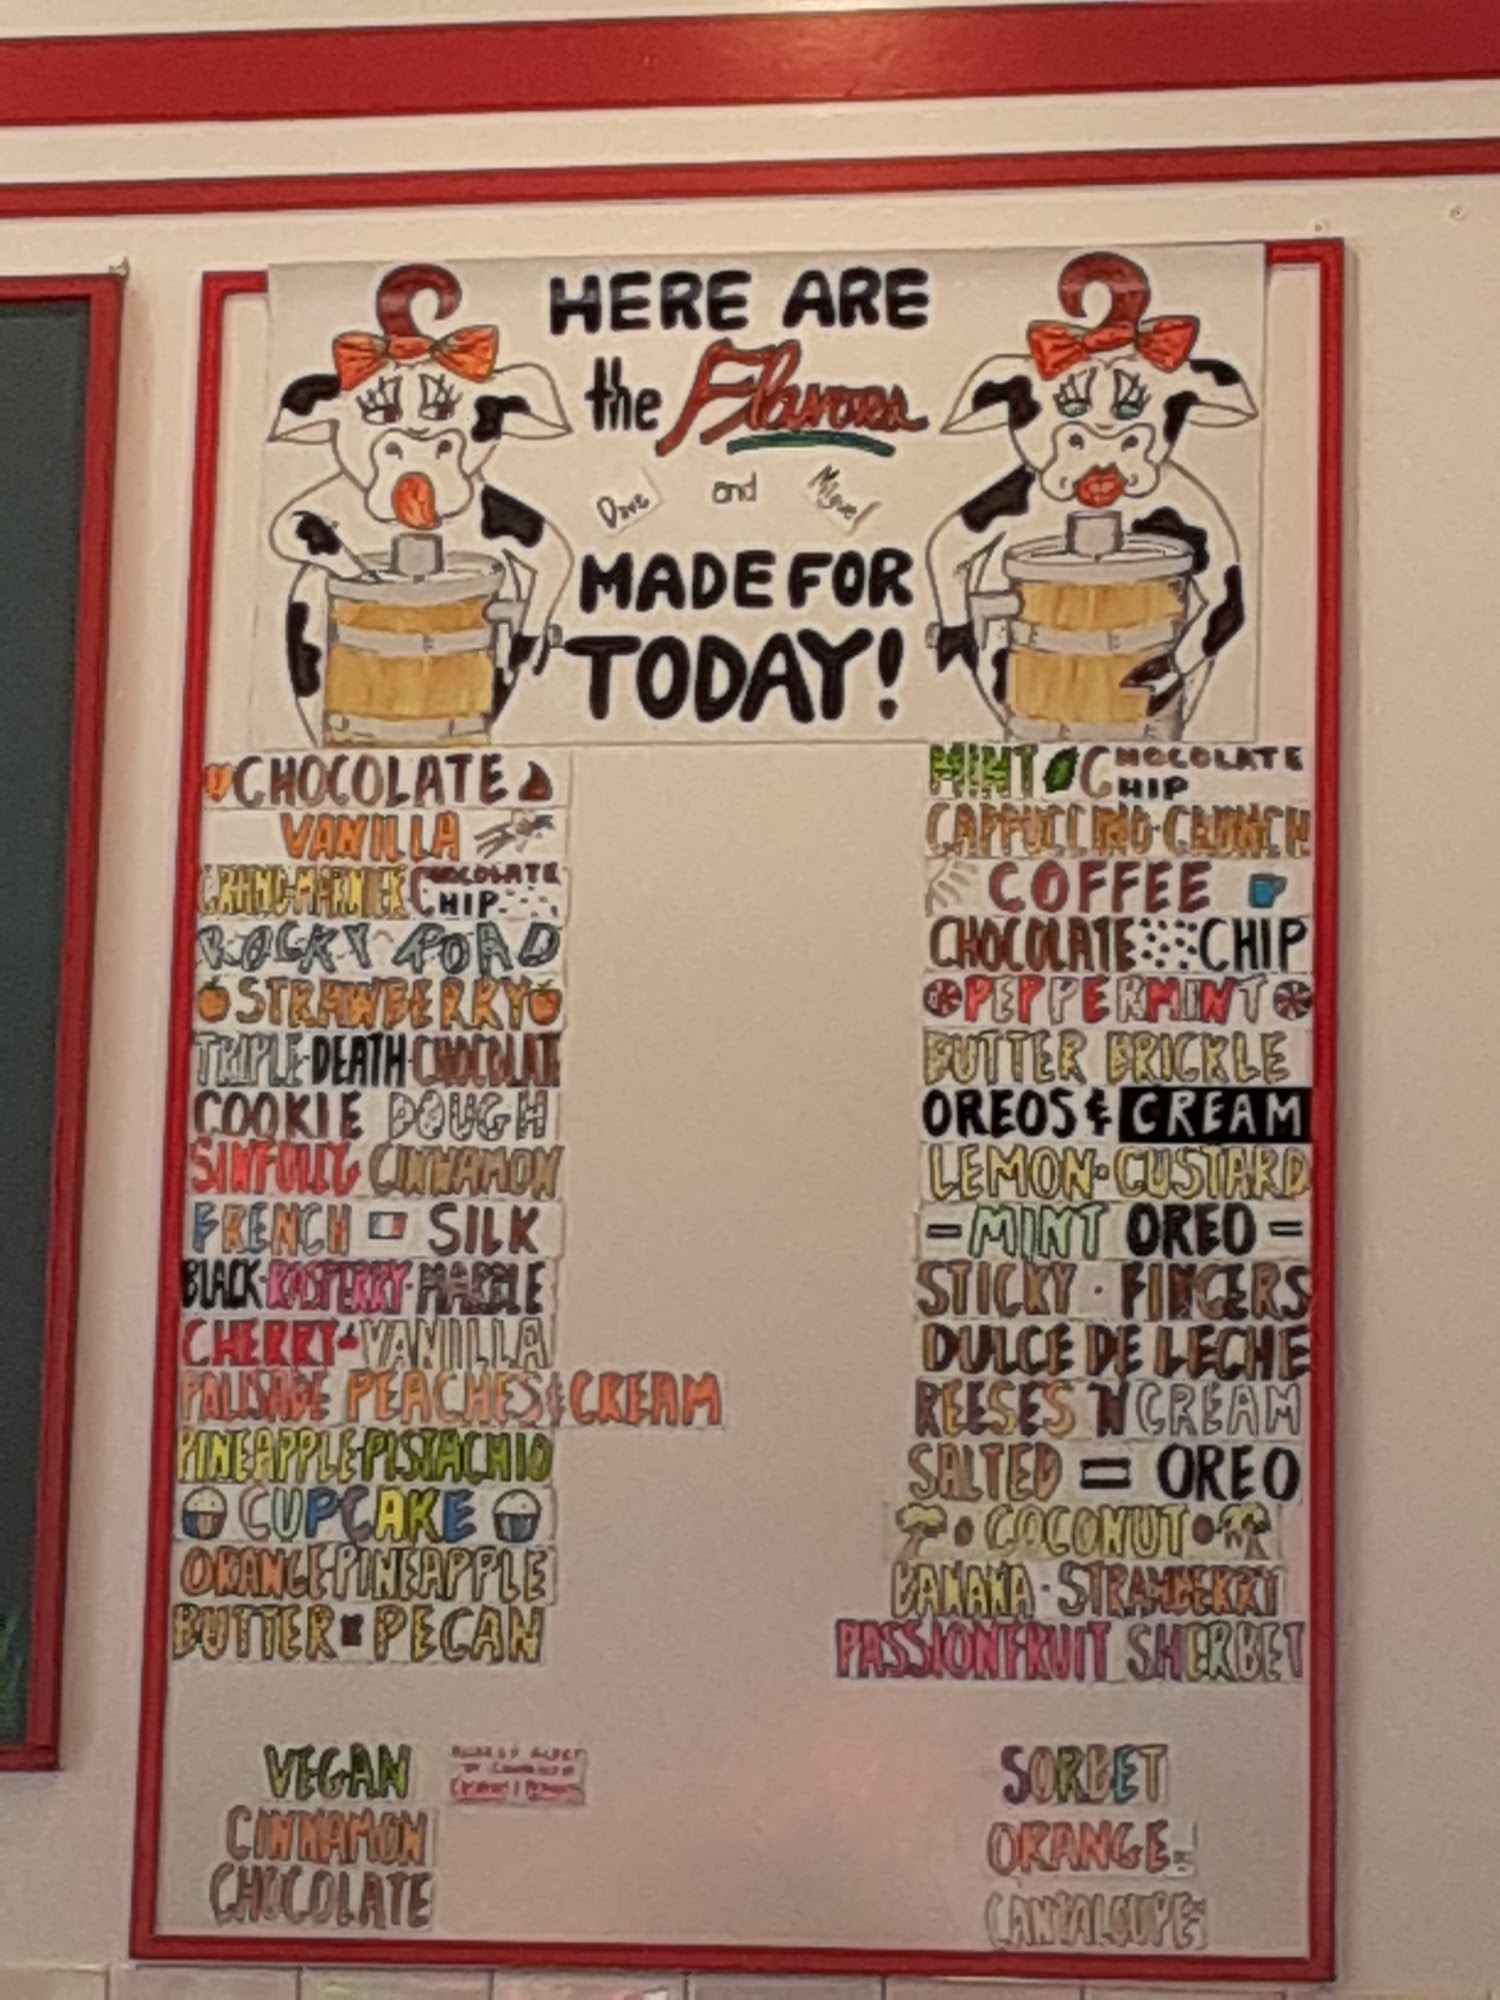 HERE ARE
the Flavors
Dave and Miguel
MADE FOR
TODAY!
CHOCOLATE
VANILLA
GRAND-MARNIER CHOCOLATE CHIP
ROCKY ROAD
STRAWBERRY
TRIPLE-DEATH-CHOCOLATE
COOKIE DOUGH
SINFULLY CINNAMON
FRENCH SILK
BLACK-RASPBERRY-MARBLE
CHERRY VANILLA
PALISADE PEACHES & CREAM
PINEAPPLE-PISTACHIO
CUPCAKE
ORANGE-PINEAPPLE
BUTTER PECAN
MINT CHOCOLATE CHIP
CAPPUCCINO-CRUNCH
COFFEE
CHOCOLATE CHIP
PEPPERMINT
BUTTER BRICKLE
OREOS & CREAM
LEMON-CUSTARD
MINT OREO
STICKY · FINGERS
DULCE DE LECHE
REESES 'N CREAM
SALTED OREO
COCONUT
BANANA · STRAWBERRY
PASSIONFRUIT SHERBET
VEGAN
CINNAMON
CHOCOLATE
SORBET
ORANGE
CANTALOUPE